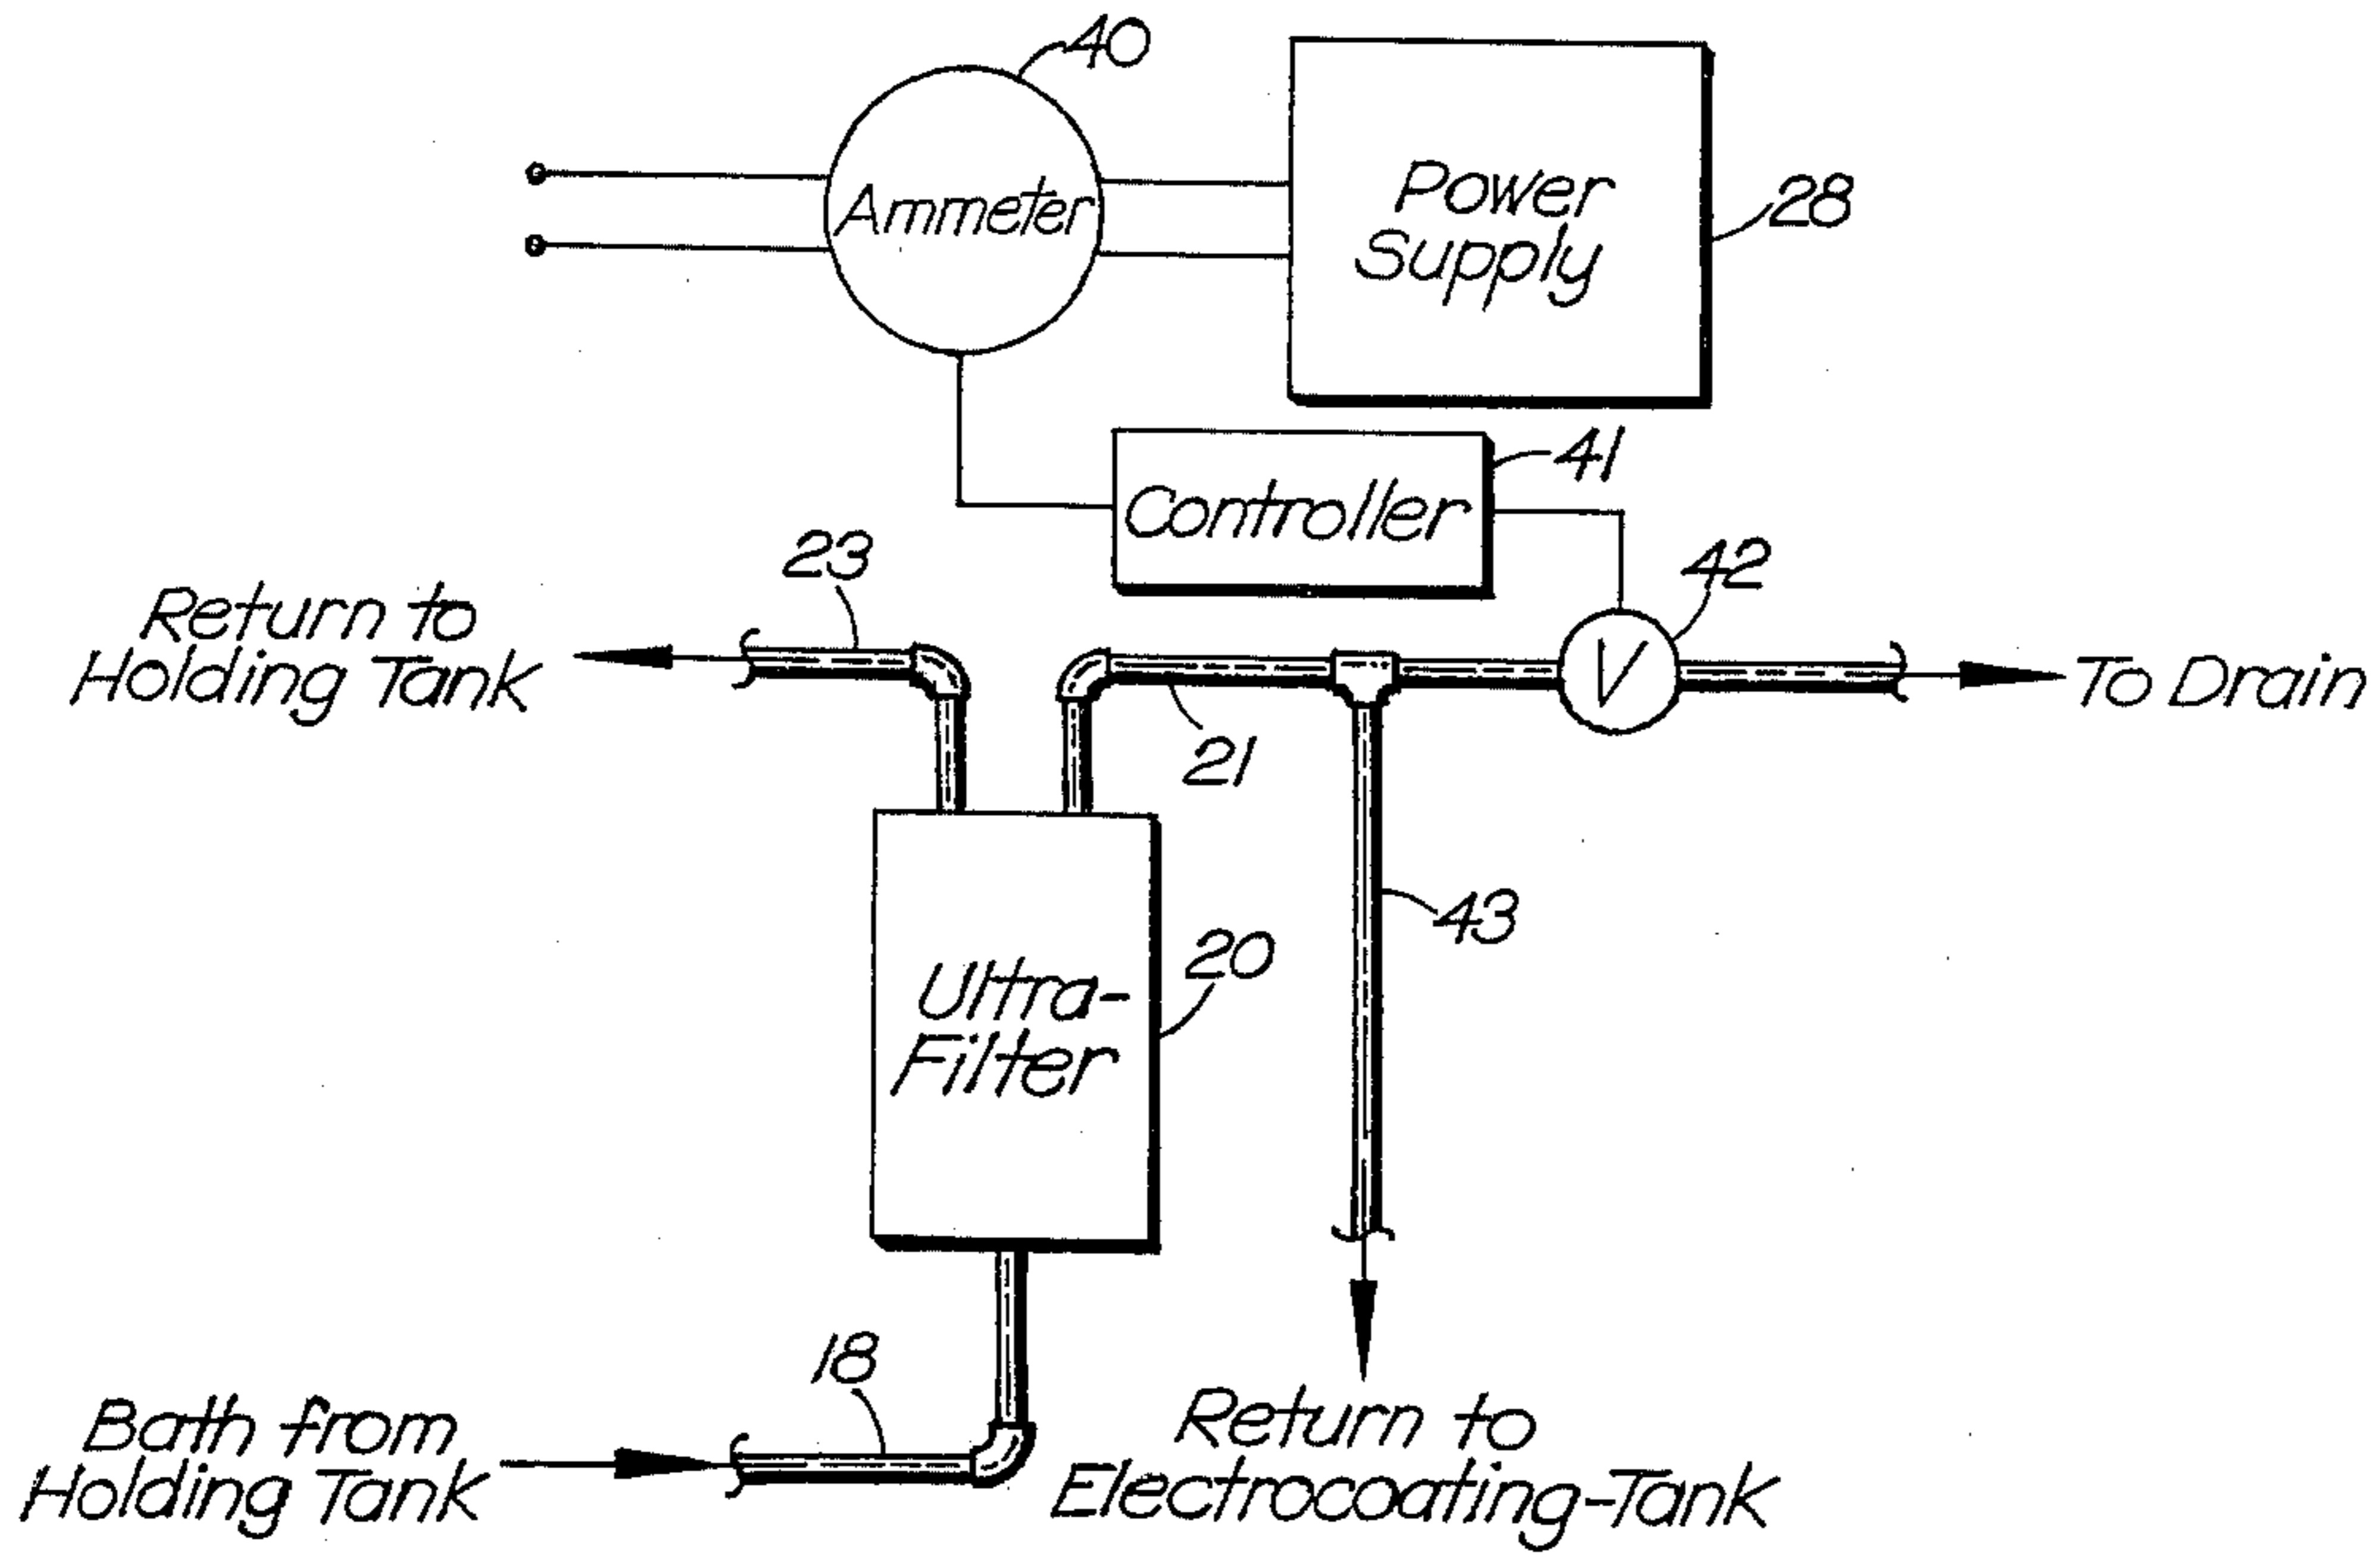 40
Ammeter
Power
Supply
28
41
Controller
23
42
Return to
Holding Tank
V
To Drain
21
43
20
Ultra-
Filter
18
Bath from
Holding Tank
Return to
Electrocoating-Tank